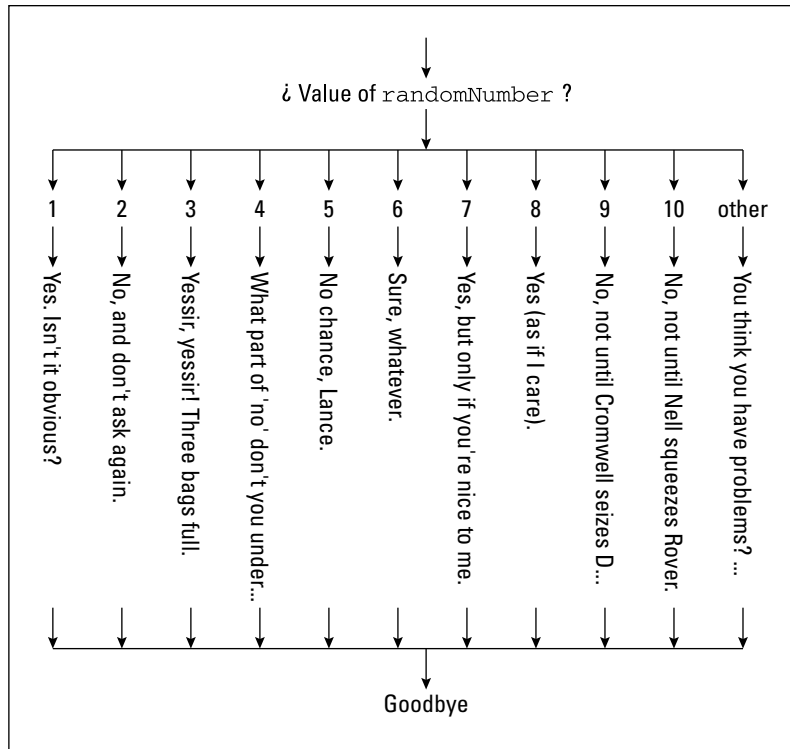 ¿ Value of randomNumber ?
1 2 3 4 5 6 7 8 9 10 other
Yes. Isn't it obvious?
No, and don't ask again.
Yessir, yessir! Three bags full.
What part of 'no' don't you under...
No chance, Lance.
Sure, whatever.
Yes, but only if you're nice to me.
Yes (as if I care).
No, not until Cromwell seizes D...
No, not until Nell squeezes Rover.
You think you have problems? ...
Goodbye